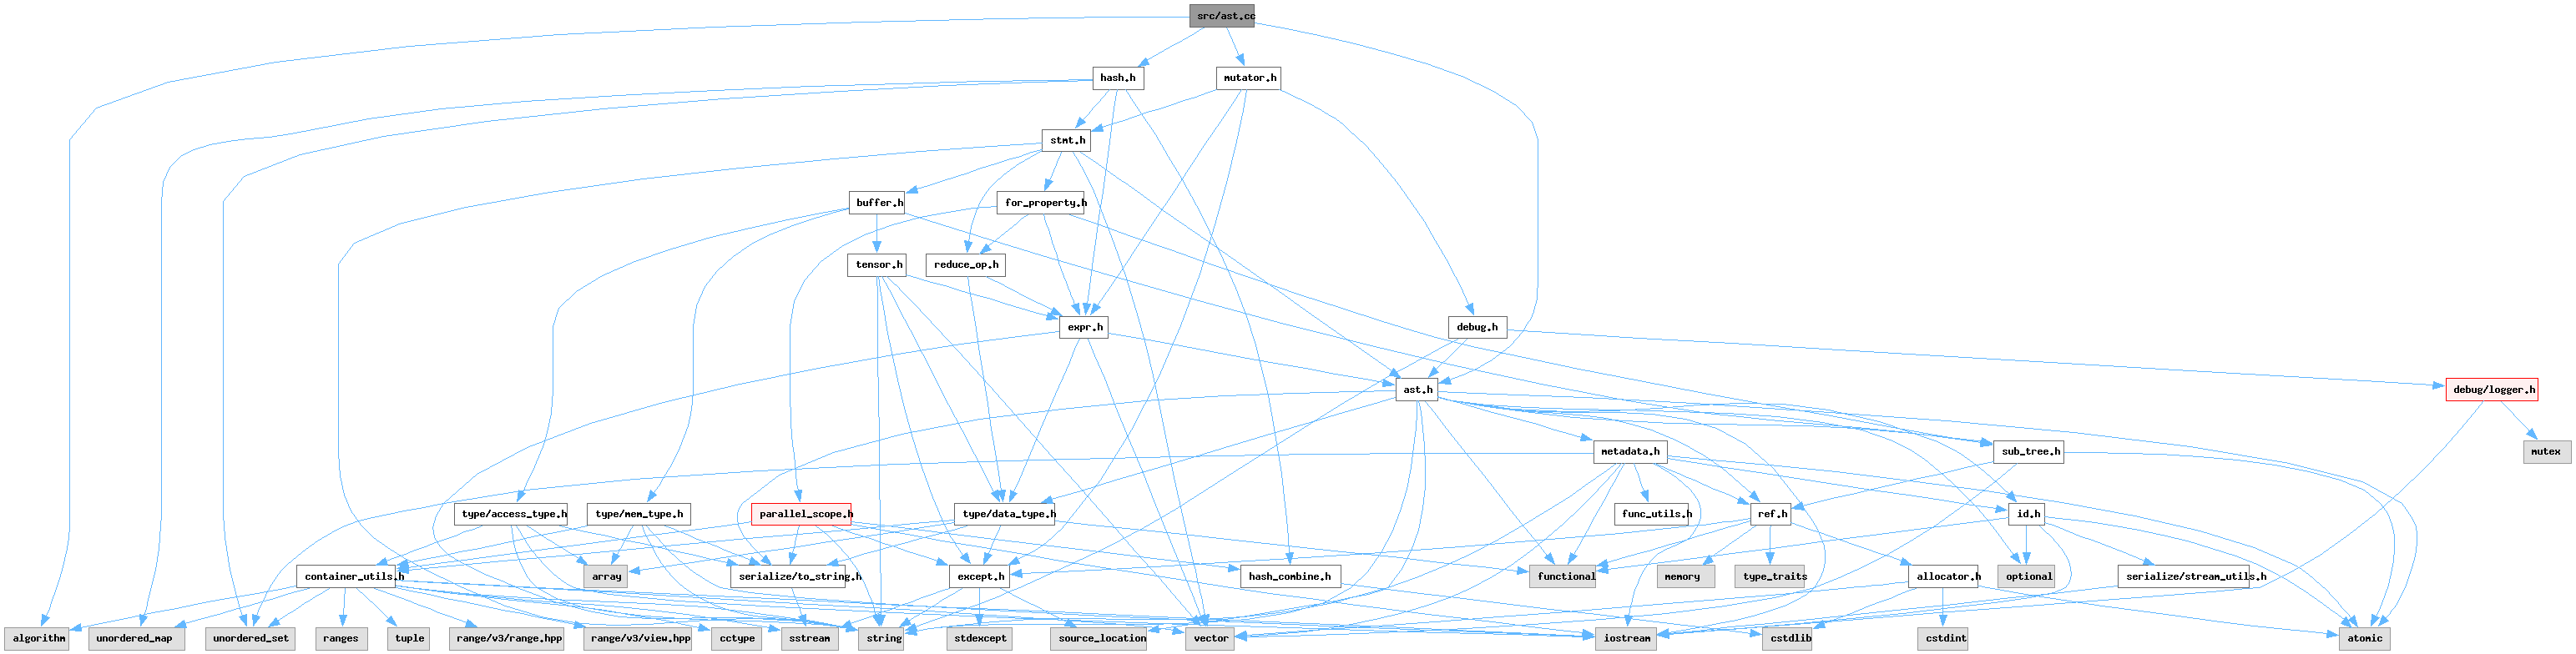 src/ast.cc
hash.h
mutator.h
stmt.h
buffer.h
for_property.h
tensor.h
reduce_op.h
expr.h
debug.h
ast.h
debug/logger.h
metadata.h
sub_tree.h
mutex
type/access_type.h
type/mem_type.h
parallel_scope.h
type/data_type.h
func_utils.h
ref.h
id.h
container_utils.h
array
serialize/to_string.h
except.h
hash_combine.h
functional
memory
type_traits
allocator.h
optional
serialize/stream_utils.h
algorithm
unordered_map
unordered_set
ranges
tuple
range/v3/range.hpp
range/v3/view.hpp
cctype
sstream
string
stdexcept
source_location
vector
iostream
cstdlib
cstdint
atomic